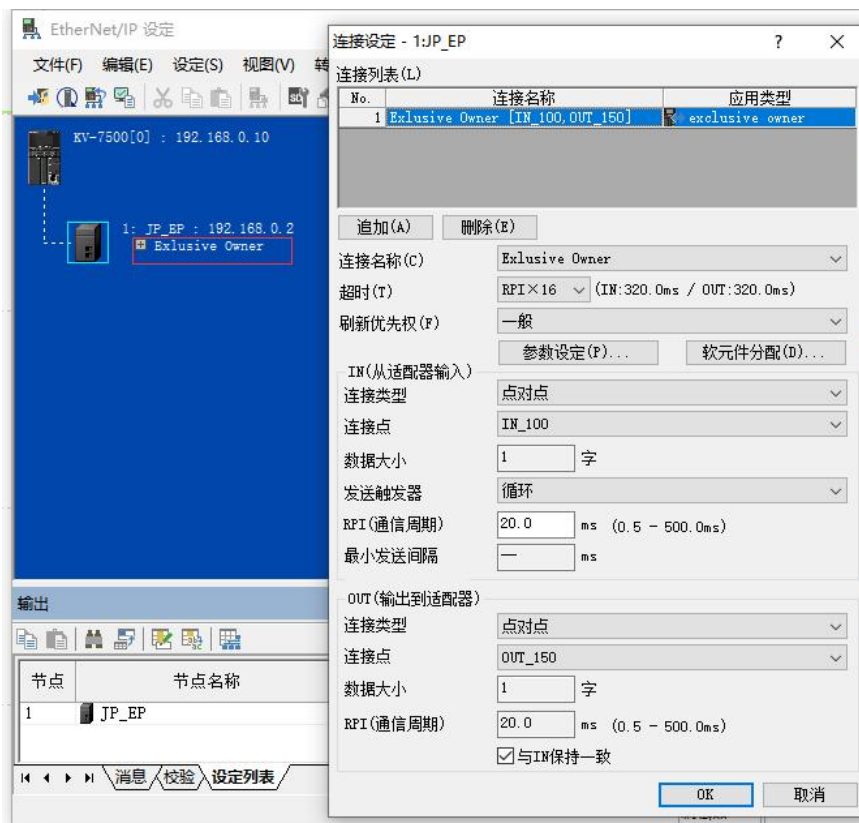 EtherNet/IP 设定
文件(F) 编辑(E) 设定(S) 视图(V) 转
KV-7500[0] : 192.168.0.10
1: JP_EP : 192.168.0.2
Exlusive Owner
输出
节点 节点名称
1 JP_EP
消息 校验 设定列表
连接设定 - 1:JP_EP
连接列表(L)
No. 连接名称 应用类型
1 Exlusive Owner [IN_100,OUT_150] exclusive owner
追加(A) 删除(E)
连接名称(C) Exlusive Owner
超时(T) RPI×16 (IN:320.0ms / OUT:320.0ms)
刷新优先权(F) 一般
参数设定(P)... 软元件分配(D)...
IN(从适配器输入)
连接类型 点对点
连接点 IN_100
数据大小 1 字
发送触发器 循环
RPI(通信周期) 20.0 ms (0.5 - 500.0ms)
最小发送间隔 — ms
OUT(输出到适配器)
连接类型 点对点
连接点 OUT_150
数据大小 1 字
RPI(通信周期) 20.0 ms (0.5 - 500.0ms)
与IN保持一致
OK 取消